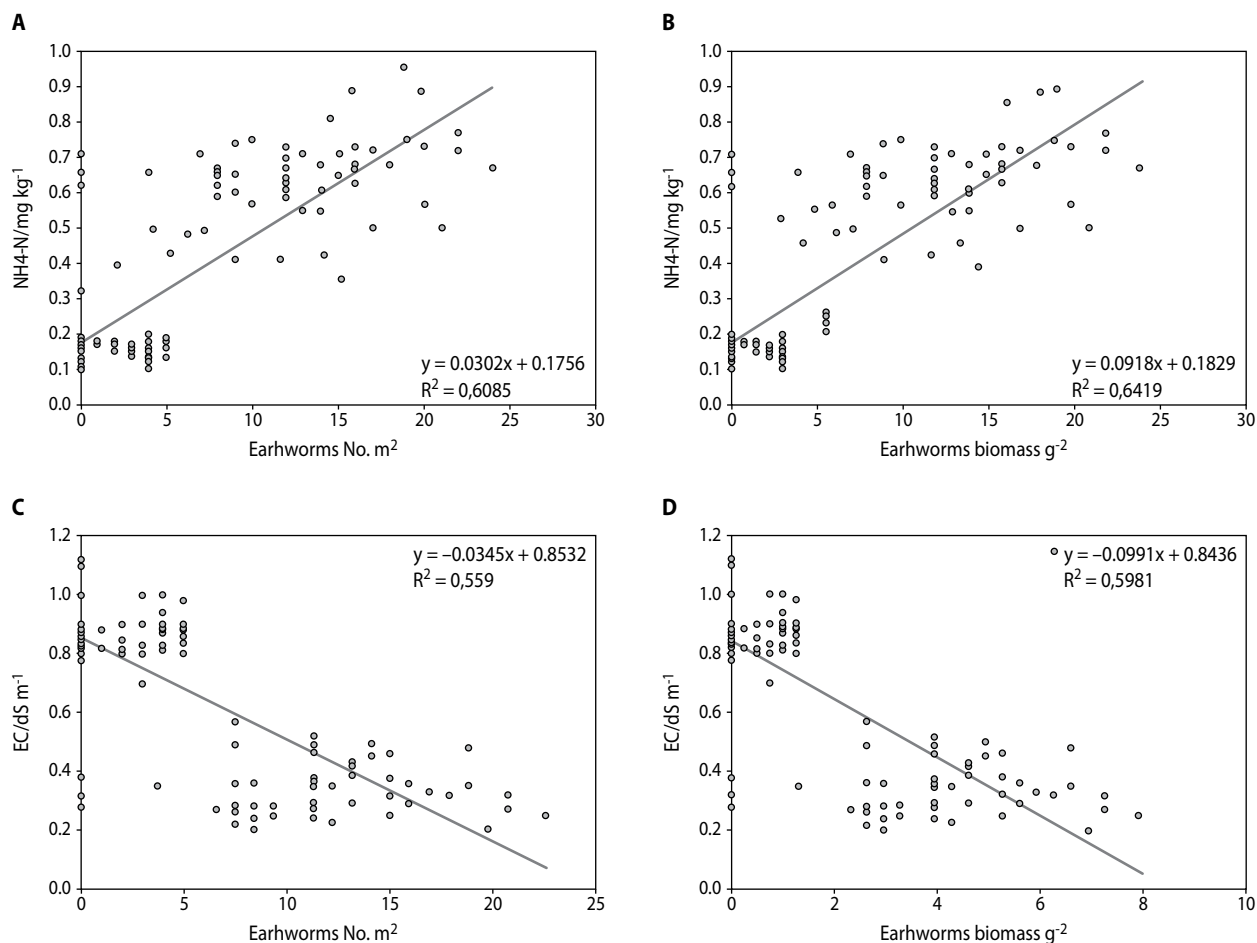 A
1.0
0.9
0.8
0.7
0.6
0.5
0.4
0.3
0.2
0.1
0.0
NH4-N/mg kg⁻¹
0 5 10 15 20 25 30
Earhworms No. m²
y = 0.0302x + 0.1756
R² = 0,6085
B
1.0
0.9
0.8
0.7
0.6
0.5
0.4
0.3
0.2
0.1
0.0
NH4-N/mg kg⁻¹
0 5 10 15 20 25 30
Earhworms biomass g⁻²
y = 0.0918x + 0.1829
R² = 0,6419
C
1.2
1.0
0.8
0.6
0.4
0.2
0.0
EC/dS m⁻¹
0 5 10 15 20 25
Earhworms No. m²
y = –0.0345x + 0.8532
R² = 0,559
D
1.2
1.0
0.8
0.6
0.4
0.2
0.0
EC/dS m⁻¹
0 2 4 6 8 10
Earhworms biomass g⁻²
y = –0.0991x + 0.8436
R² = 0,5981